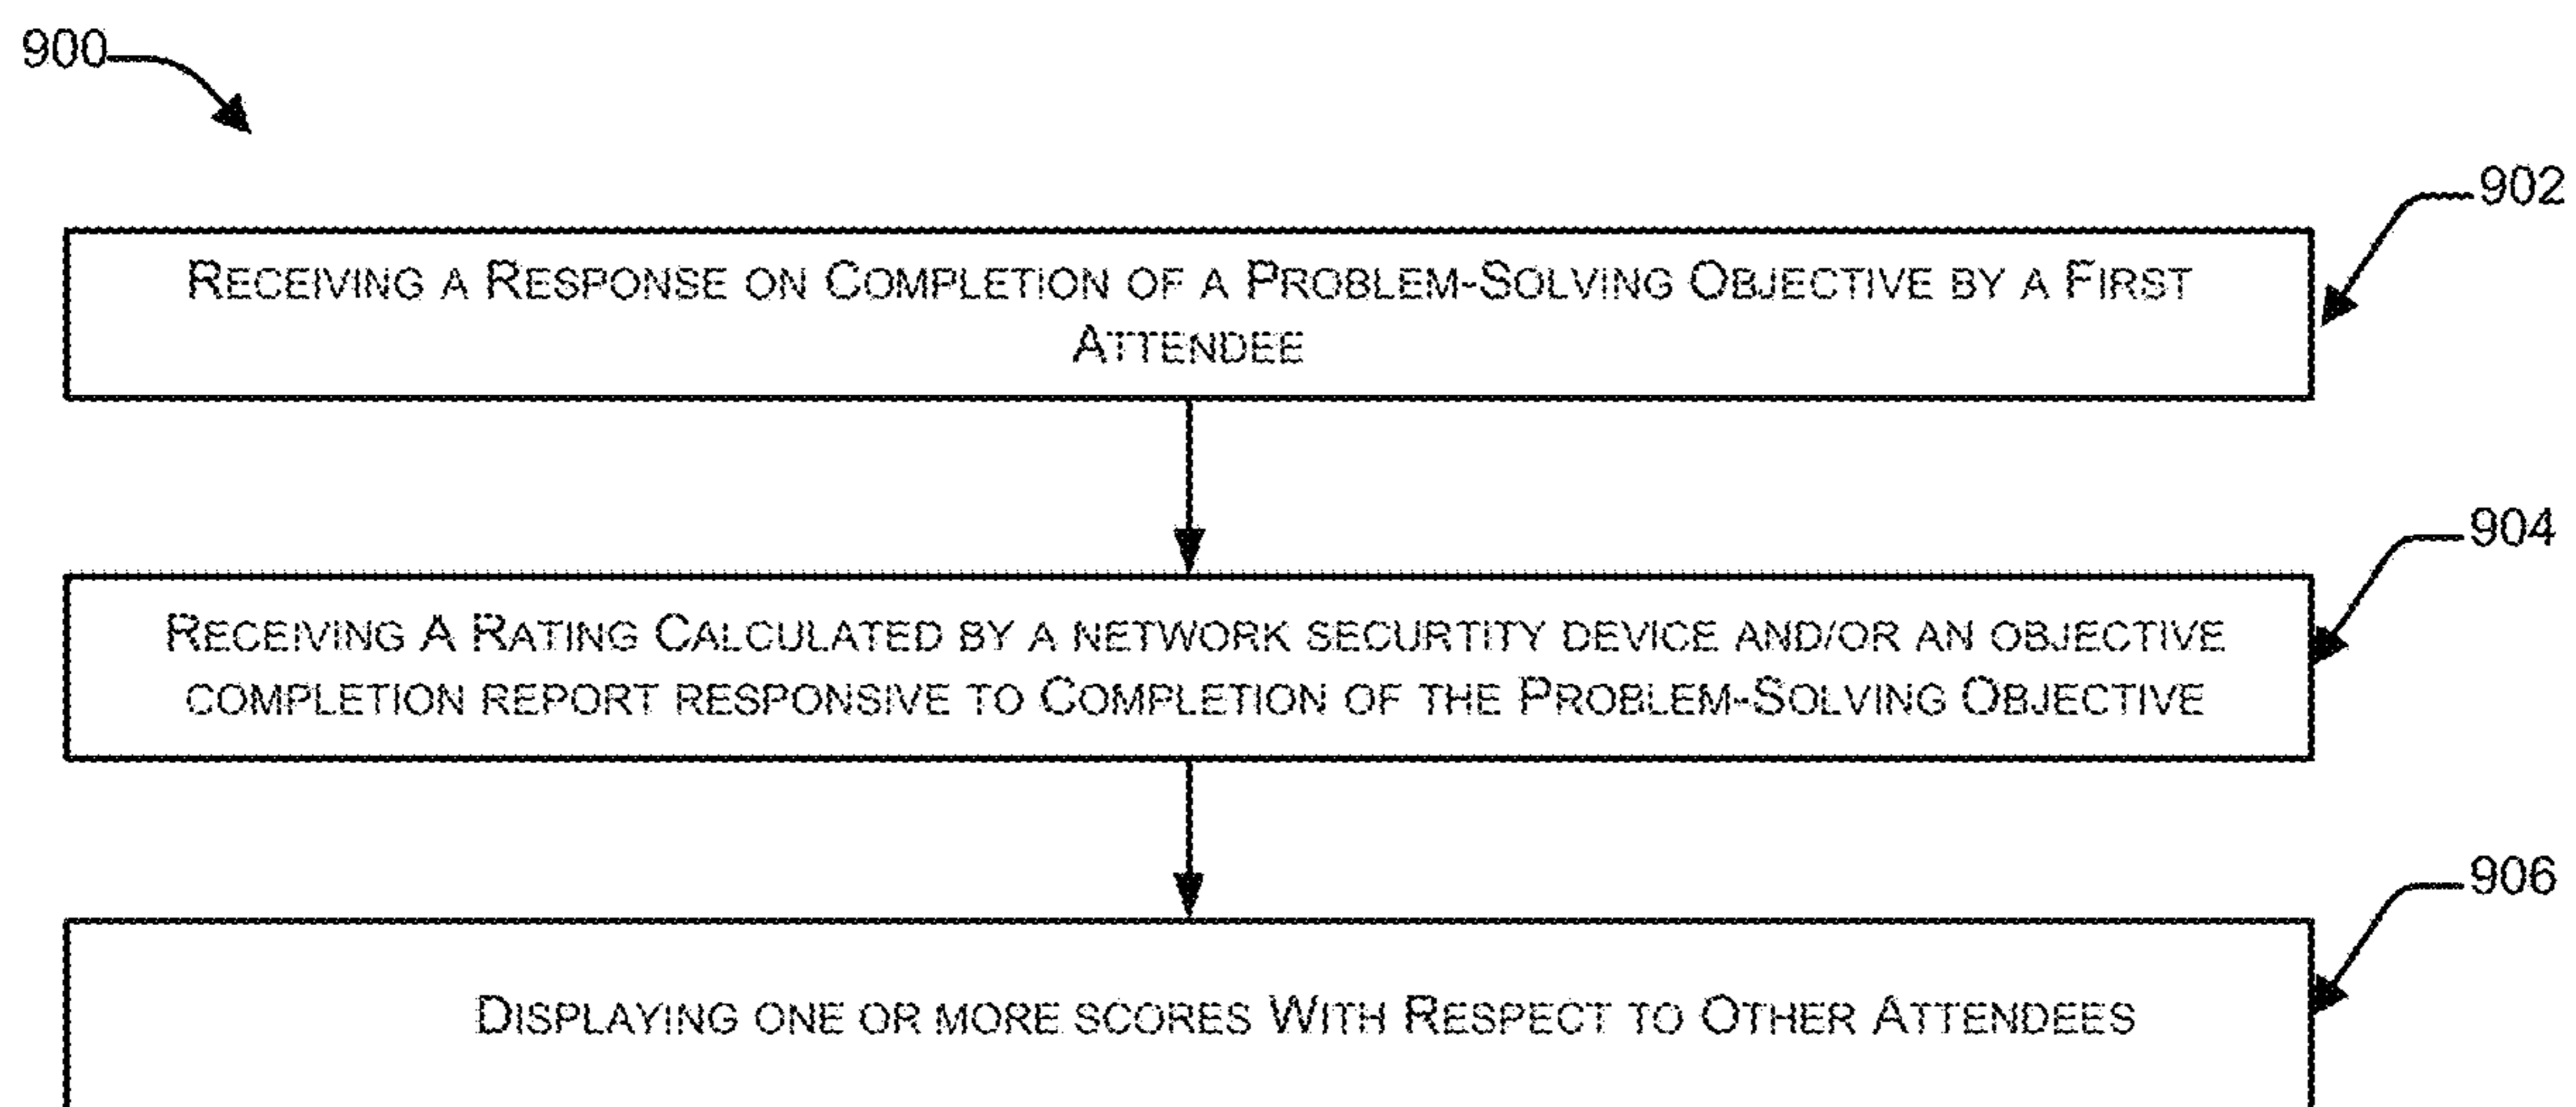 900
902
Receiving a Response on Completion of a Problem-Solving Objective by a First
Attendee
904
Receiving A Rating Calculated by a network securtity device and/or an objective
completion report responsive to Completion of the Problem-Solving Objective
906
Displaying one or more scores With Respect to Other Attendees